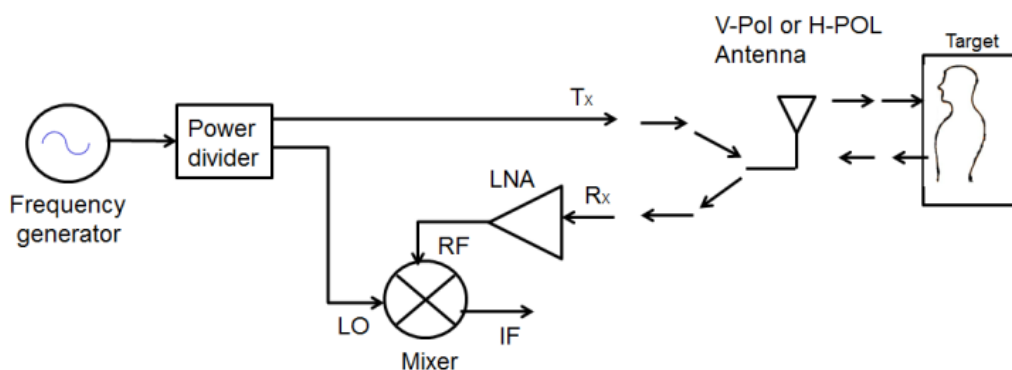 V-Pol or H-POL
Antenna
Target
Tx
Power
divider
Frequency
generator
LNA
Rx
RF
LO
IF
Mixer